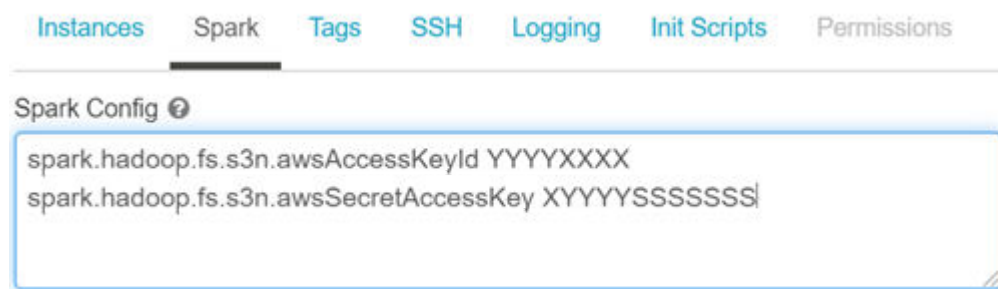 Instances Spark Tags SSH Logging Init Scripts Permissions
Spark Config
spark.hadoop.fs.s3n.awsAccessKeyId YYYYXXXX
spark.hadoop.fs.s3n.awsSecretAccessKey XYYYYSSSSSSS